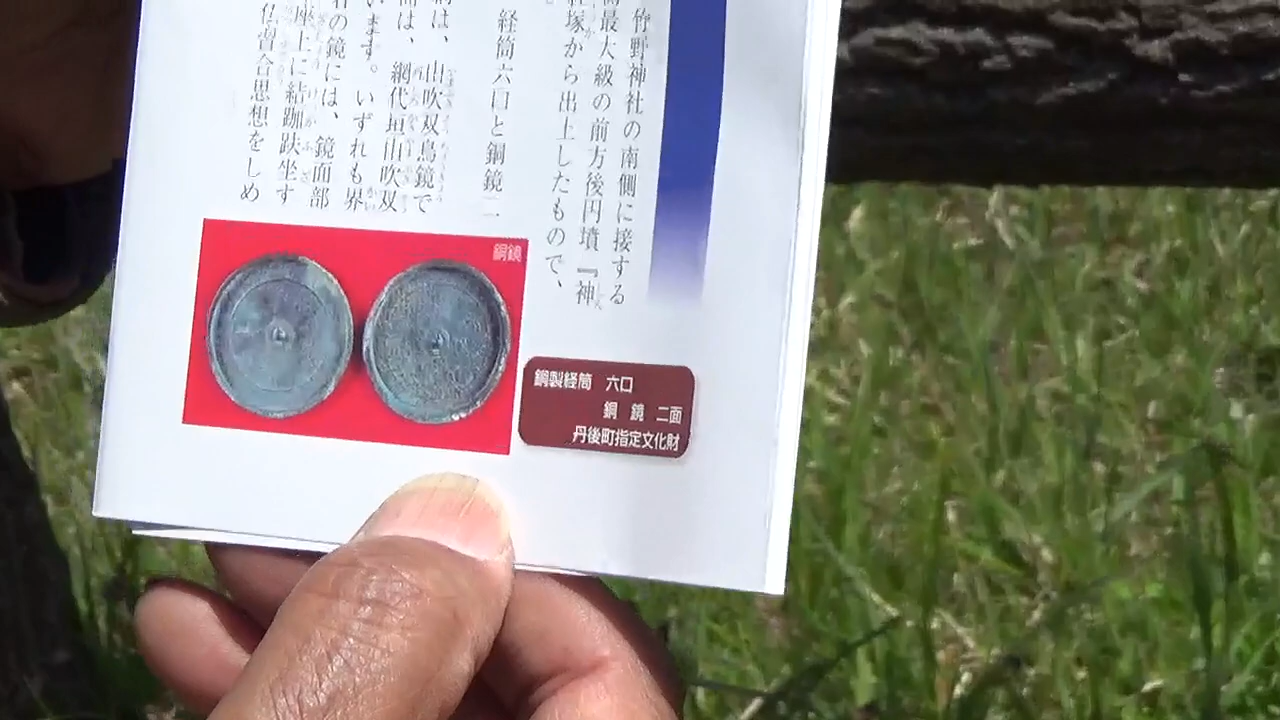 竹野神社の南側に接する
最大級の前方後円墳『神
塚から出土したもので、
経筒六口と銅鏡二
は、山吹双鳥鏡で
は、網代垣山吹双
います。いずれも界
の鏡には、鏡面部
座上に結跏趺坐す
仏習合思想をしめ
銅鏡
銅製経筒 六口
銅鏡 二面
丹後町指定文化財